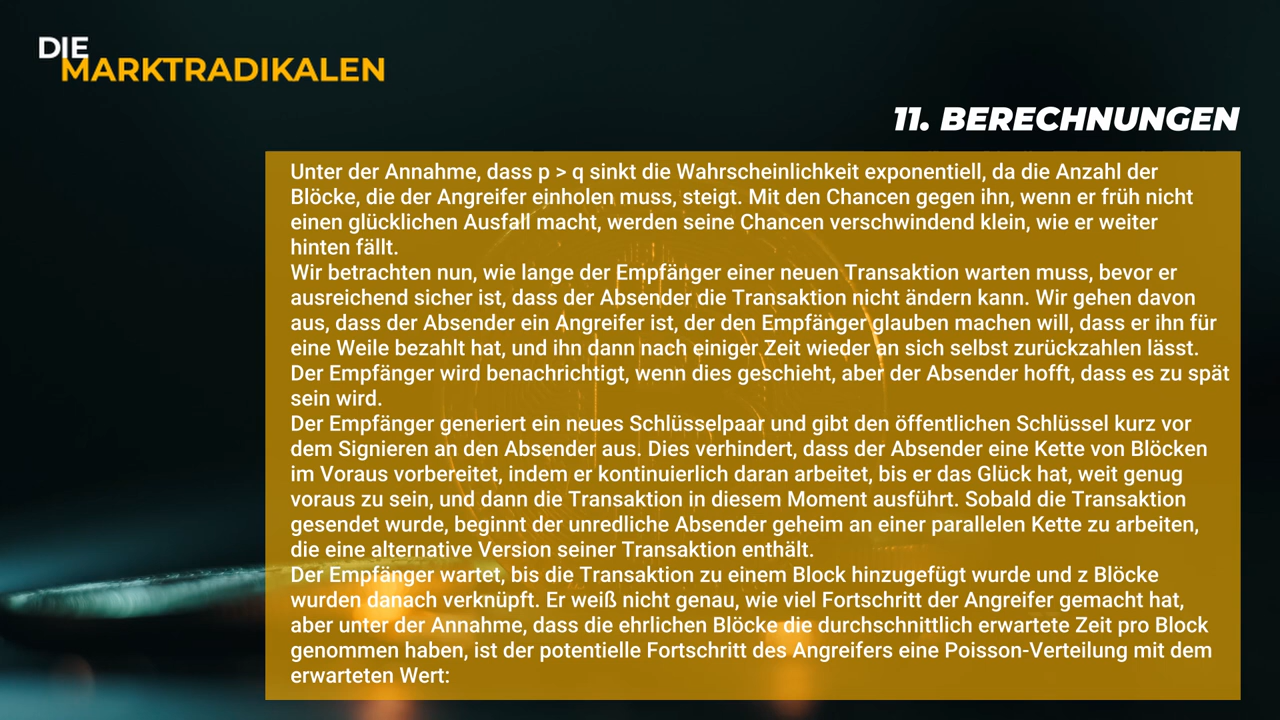 DIE
MARKTRADIKALEN
11. BERECHNUNGEN
Unter der Annahme, dass p > q sinkt die Wahrscheinlichkeit exponentiell, da die Anzahl der
Blöcke, die der Angreifer einholen muss, steigt. Mit den Chancen gegen ihn, wenn er früh nicht
einen glücklichen Ausfall macht, werden seine Chancen verschwindend klein, wie er weiter
hinten fällt.
Wir betrachten nun, wie lange der Empfänger einer neuen Transaktion warten muss, bevor er
ausreichend sicher ist, dass der Absender die Transaktion nicht ändern kann. Wir gehen davon
aus, dass der Absender ein Angreifer ist, der den Empfänger glauben machen will, dass er ihn für
eine Weile bezahlt hat, und ihn dann nach einiger Zeit wieder an sich selbst zurückzahlen lässt.
Der Empfänger wird benachrichtigt, wenn dies geschieht, aber der Absender hofft, dass es zu spät
sein wird.
Der Empfänger generiert ein neues Schlüsselpaar und gibt den öffentlichen Schlüssel kurz vor
dem Signieren an den Absender aus. Dies verhindert, dass der Absender eine Kette von Blöcken
im Voraus vorbereitet, indem er kontinuierlich daran arbeitet, bis er das Glück hat, weit genug
voraus zu sein, und dann die Transaktion in diesem Moment ausführt. Sobald die Transaktion
gesendet wurde, beginnt der unredliche Absender geheim an einer parallelen Kette zu arbeiten,
die eine alternative Version seiner Transaktion enthält.
Der Empfänger wartet, bis die Transaktion zu einem Block hinzugefügt wurde und z Blöcke
wurden danach verknüpft. Er weiß nicht genau, wie viel Fortschritt der Angreifer gemacht hat,
aber unter der Annahme, dass die ehrlichen Blöcke die durchschnittlich erwartete Zeit pro Block
genommen haben, ist der potentielle Fortschritt des Angreifers eine Poisson-Verteilung mit dem
erwarteten Wert: